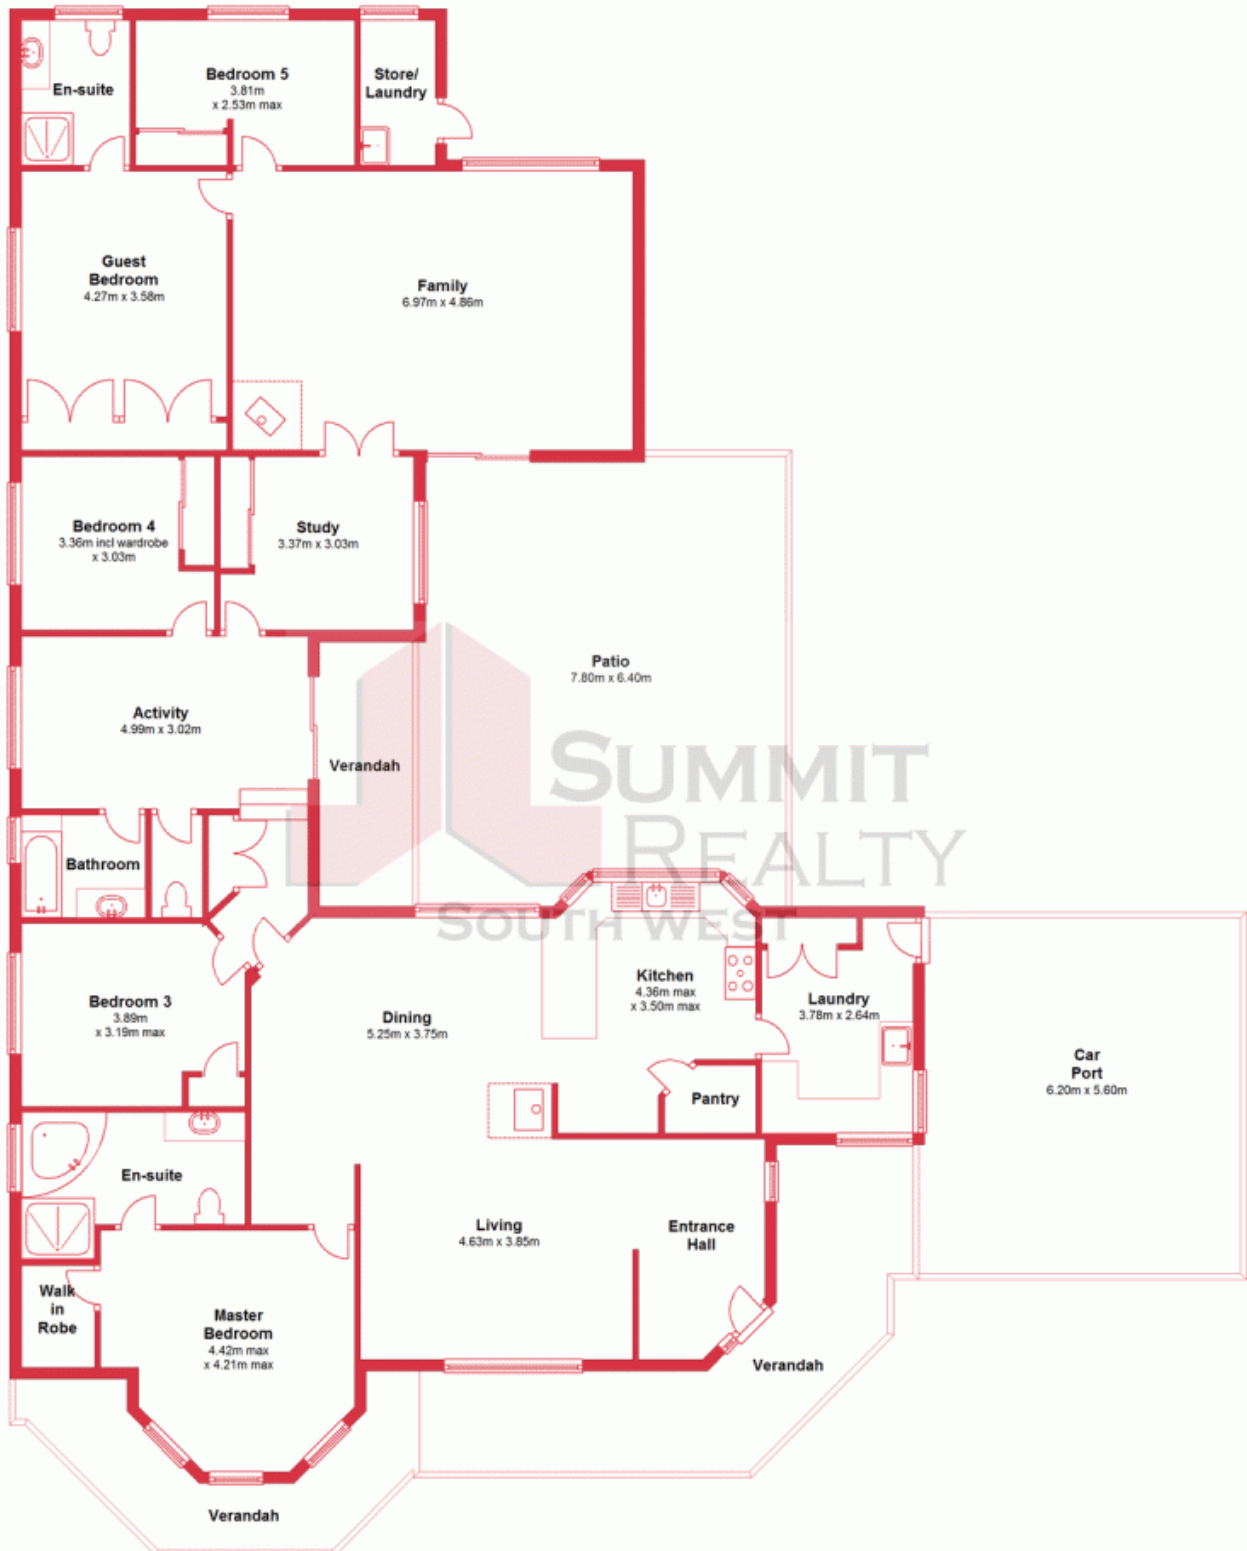 En-suite
Bedroom 5
3.81m
x 2.53m max
Store/
Laundry
Guest
Bedroom
4.27m x 3.58m
Family
6.97m x 4.86m
Bedroom 4
3.36m incl wardrobe
x 3.03m
Study
3.37m x 3.03m
Patio
7.80m x 6.40m
Activity
4.99m x 3.02m
Verandah
SUMMIT
REALTY
SOUTH WEST
Bathroom
Kitchen
4.36m max
x 3.50m max
Bedroom 3
3.89m
x 3.19m max
Laundry
3.78m x 2.64m
Dining
5.25m x 3.75m
Car
Port
6.20m x 5.60m
Pantry
En-suite
Living
4.63m x 3.85m
Entrance
Hall
Walk
in
Robe
Master
Bedroom
4.42m max
x 4.21m max
Verandah
Verandah